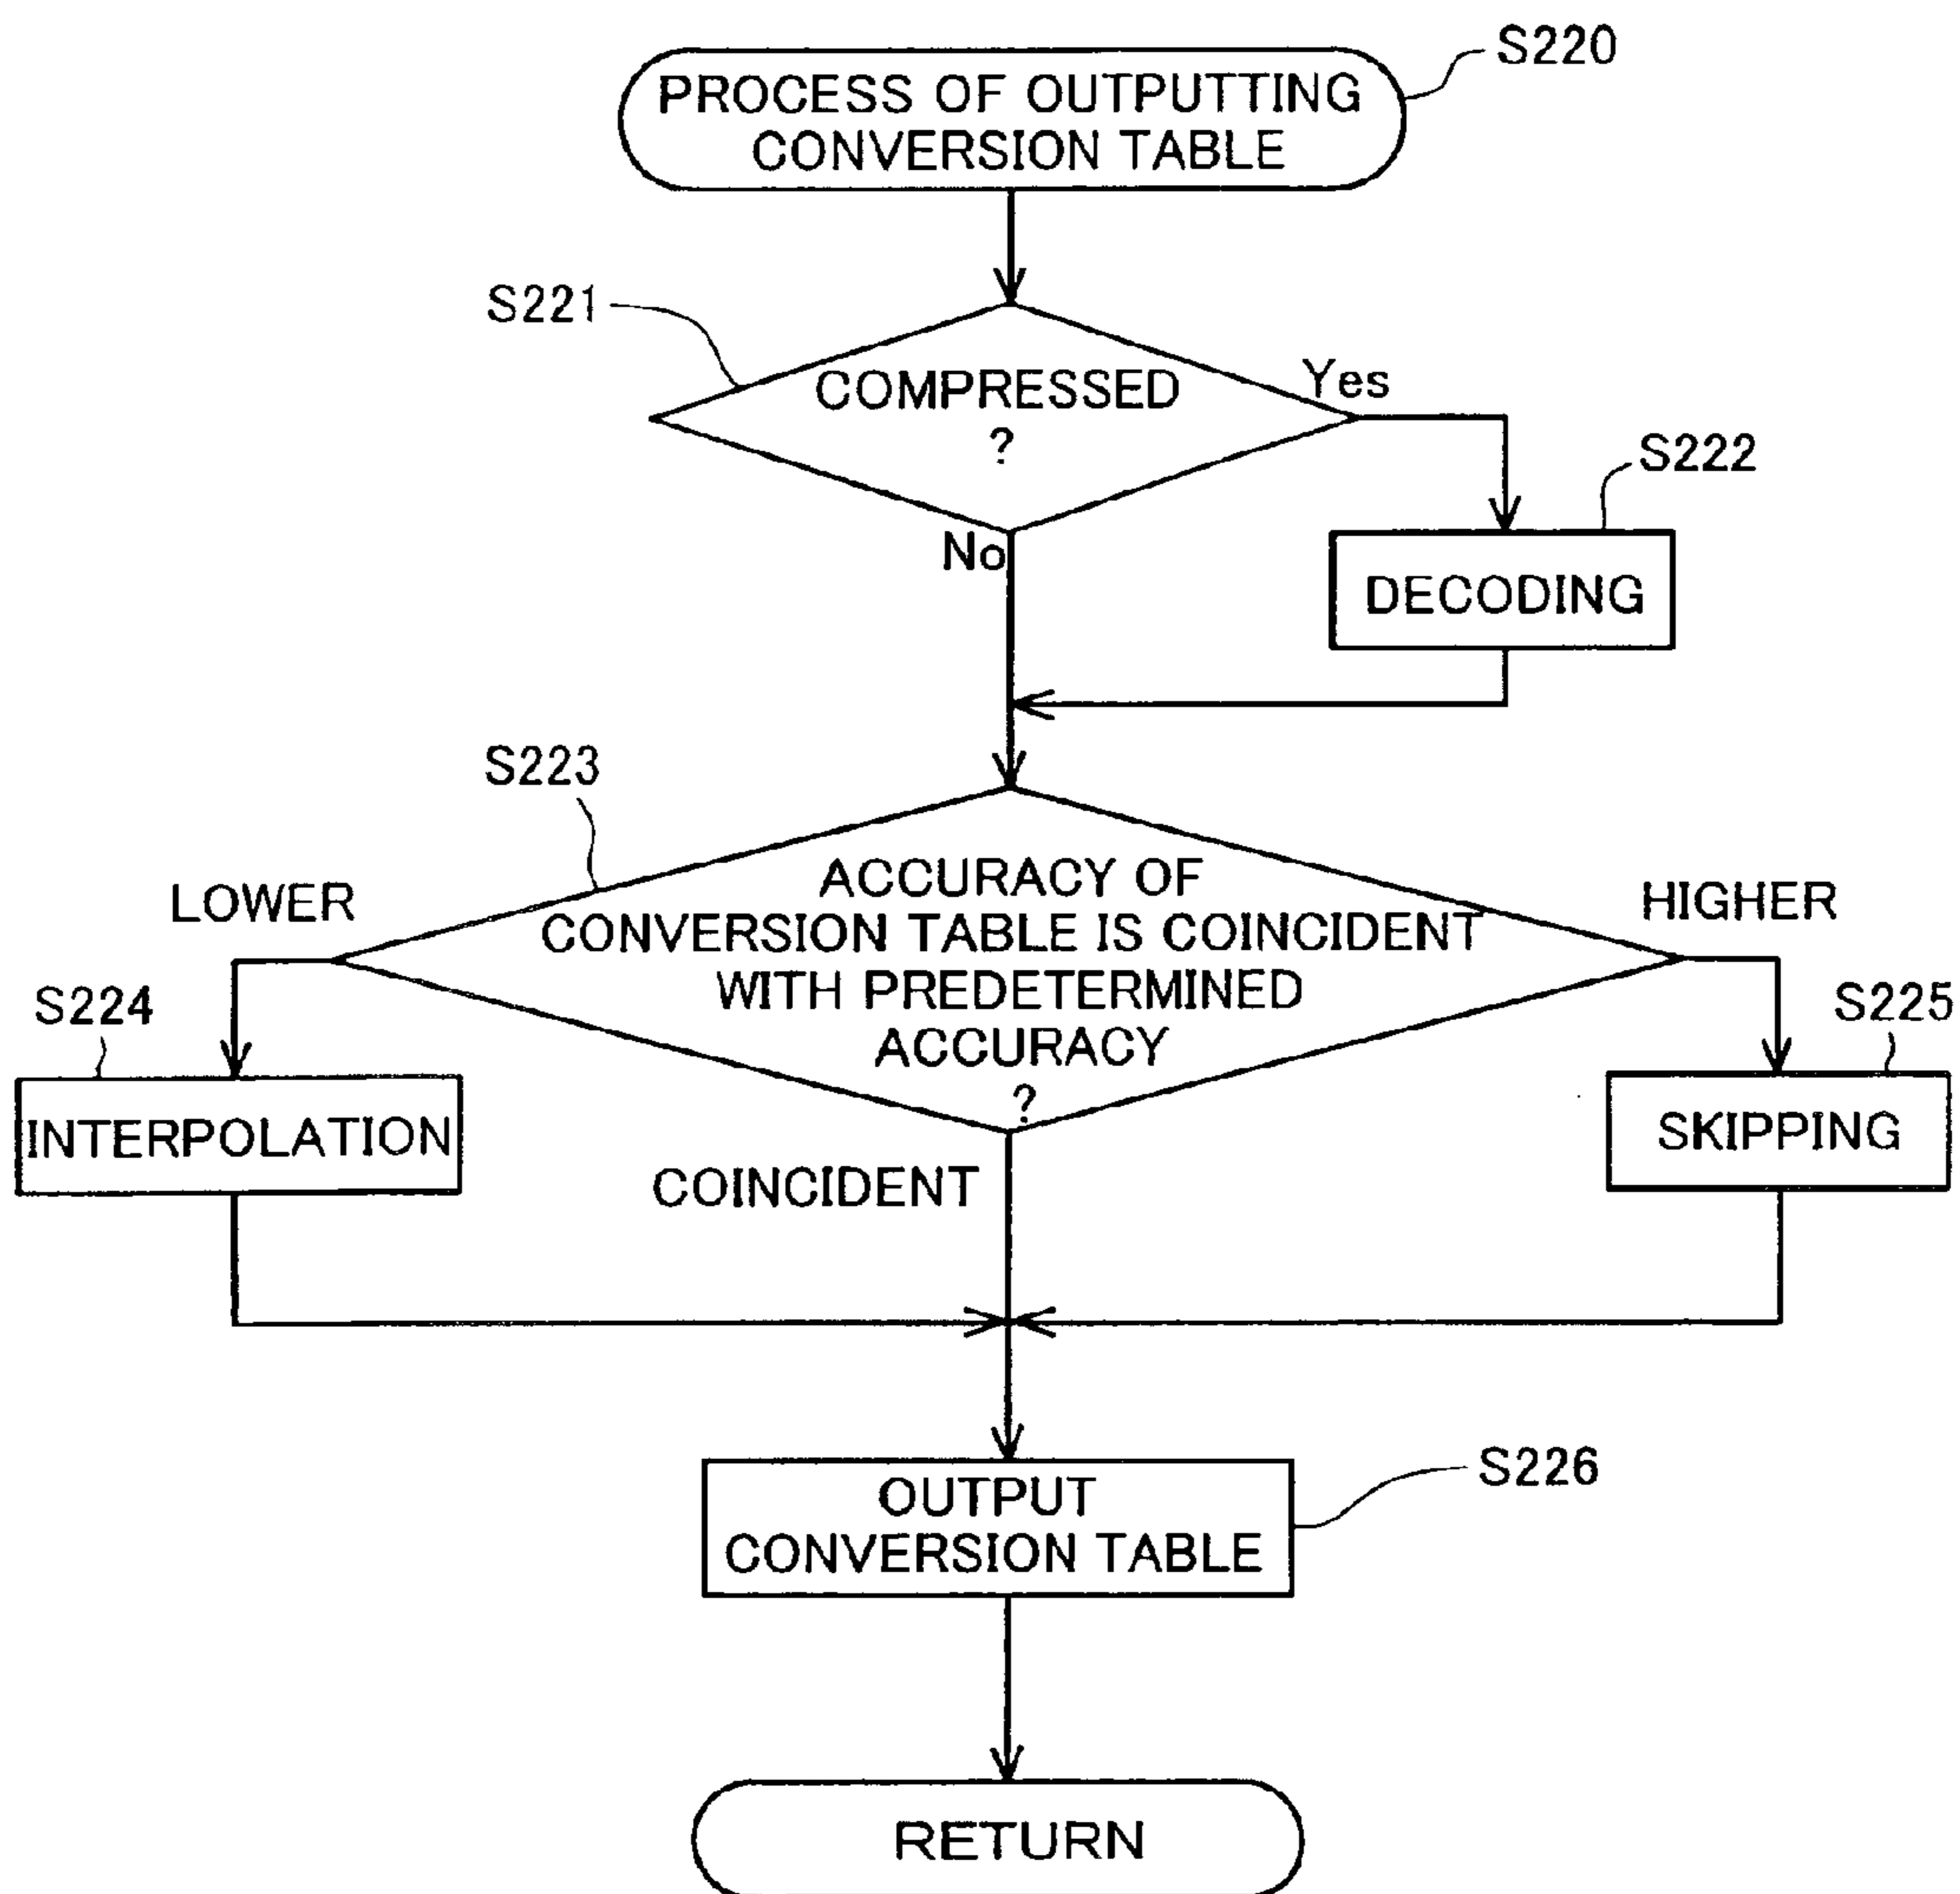 S220
PROCESS OF OUTPUTTING
CONVERSION TABLE
S221
COMPRESSED
?
Yes
No
S222
DECODING
S223
ACCURACY OF
CONVERSION TABLE IS COINCIDENT
WITH PREDETERMINED
ACCURACY
?
LOWER
HIGHER
S224
INTERPOLATION
COINCIDENT
S225
SKIPPING
OUTPUT
CONVERSION TABLE
S226
RETURN